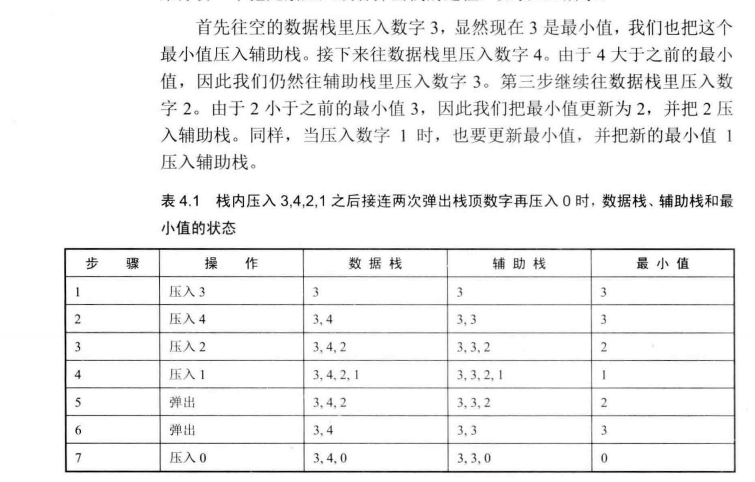 首先往空的数据栈里压入数字 3，显然现在 3 是最小值，我们也把这个
最小值压入辅助栈。接下来往数据栈里压入数字 4。由于 4 大于之前的最小
值，因此我们仍然往辅助栈里压入数字 3。第三步继续往数据栈里压入数
字 2。由于 2 小于之前的最小值 3，因此我们把最小值更新为 2，并把 2 压
入辅助栈。同样，当压入数字 1 时，也要更新最小值，并把新的最小值 1
压入辅助栈。
表 4.1 栈内压入 3,4,2,1 之后接连两次弹出栈顶数字再压入 0 时，数据栈、辅助栈和最
小值的状态
步 骤 操 作 数 据 栈 辅 助 栈 最 小 值
1 压入 3 3 3 3
2 压入 4 3, 4 3, 3 3
3 压入 2 3, 4, 2 3, 3, 2 2
4 压入 1 3, 4, 2, 1 3, 3, 2, 1 1
5 弹出 3, 4, 2 3, 3, 2 2
6 弹出 3, 4 3, 3 3
7 压入 0 3, 4, 0 3, 3, 0 0